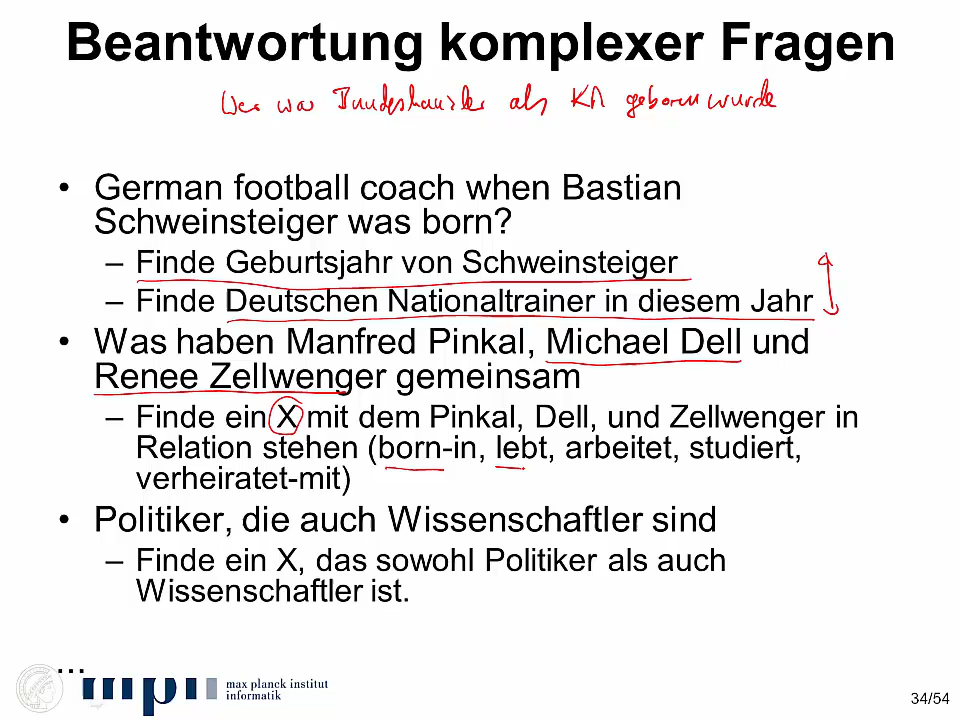 Beantwortung komplexer Fragen
Wer war Bundeskanzler als KA geboren wurde
• German football coach when Bastian
Schweinsteiger was born?
– Finde Geburtsjahr von Schweinsteiger
– Finde Deutschen Nationaltrainer in diesem Jahr
• Was haben Manfred Pinkal, Michael Dell und
Renee Zellwenger gemeinsam
– Finde ein X mit dem Pinkal, Dell, und Zellwenger in
Relation stehen (born-in, lebt, arbeitet, studiert,
verheiratet-mit)
• Politiker, die auch Wissenschaftler sind
– Finde ein X, das sowohl Politiker als auch
Wissenschaftler ist.
...
mpii max planck institut
informatik
34/54